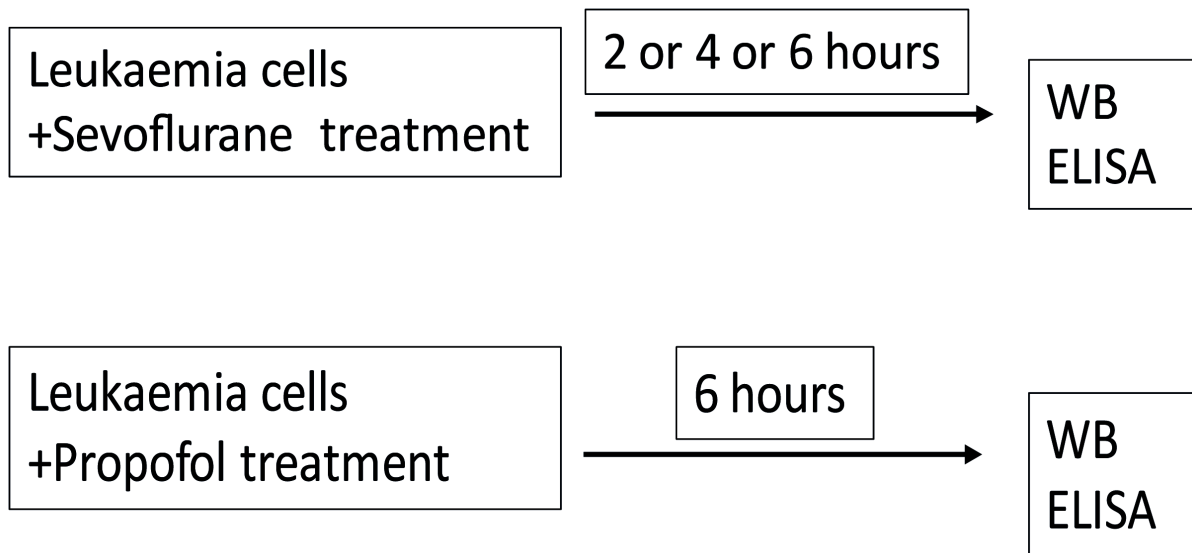 Leukaemia cells
+Sevoflurane treatment
2 or 4 or 6 hours
WB
ELISA
Leukaemia cells
+Propofol treatment
6 hours
WB
ELISA